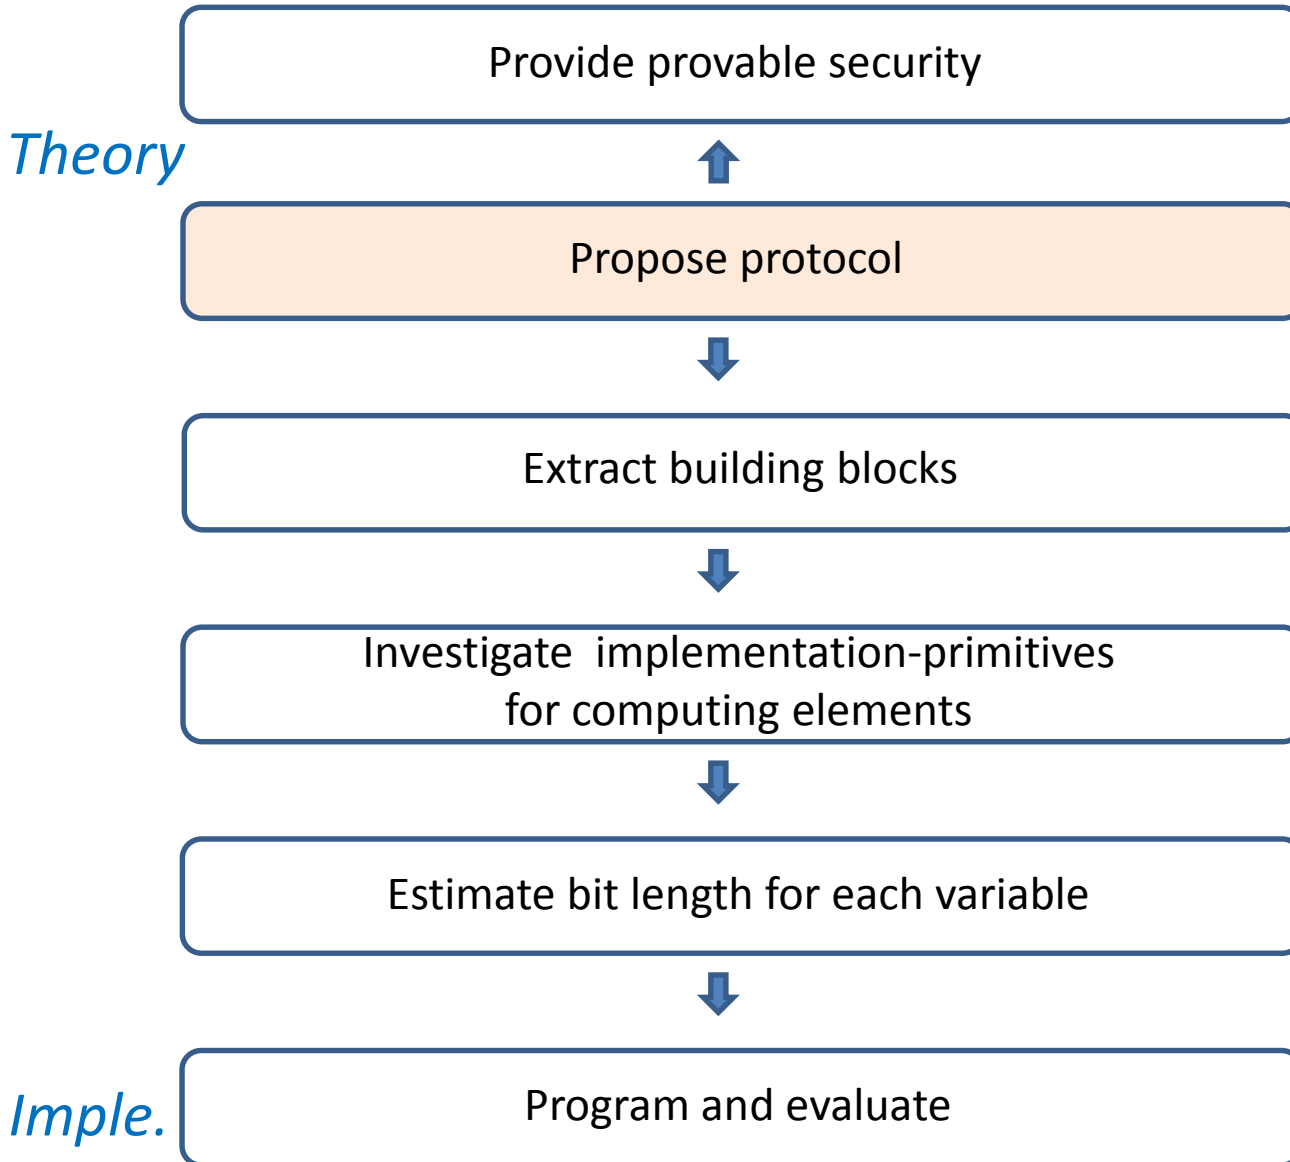 Provide provable security
Theory
Propose protocol
Extract building blocks
Investigate  implementation-primitives
for computing elements
Estimate bit length for each variable
Program and evaluate
Imple.